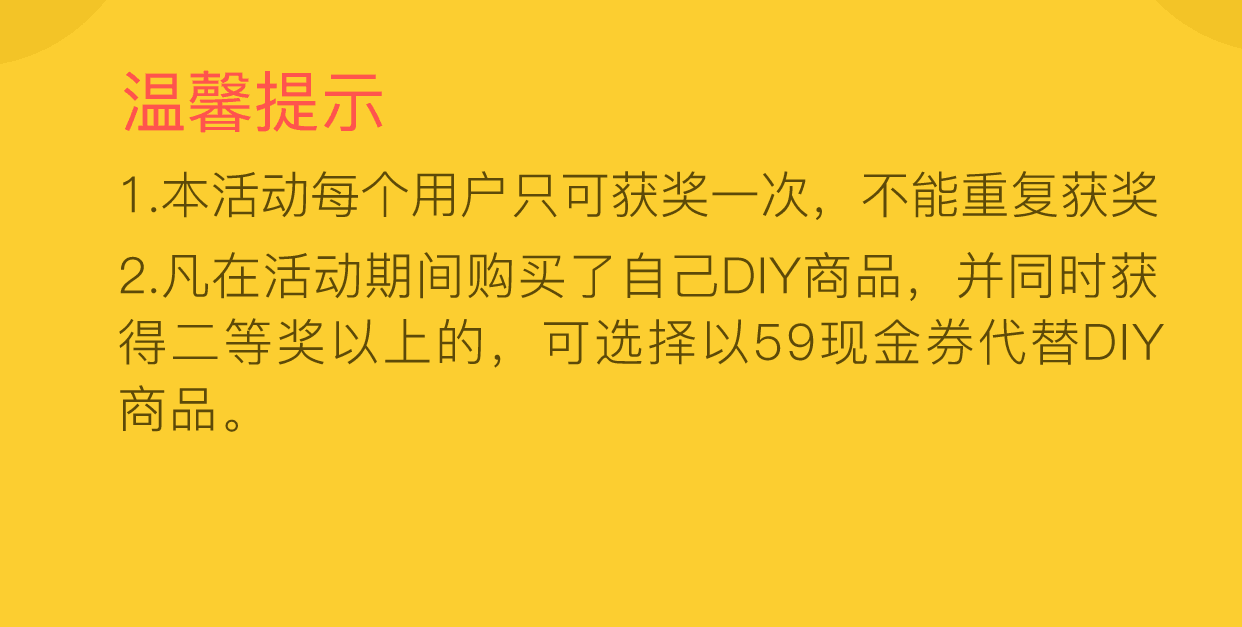 温馨提示
1.本活动每个用户只可获奖一次，不能重复获奖
2.凡在活动期间购买了自己DIY商品，并同时获
得二等奖以上的，可选择以59现金券代替DIY
商品。